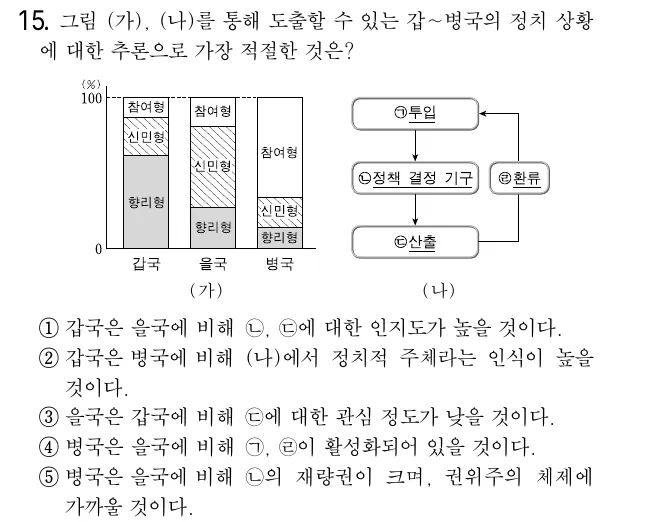 15. 그림 (가), (나)를 통해 도출할 수 있는 갑∼병국의 정치 상황
에 대한 추론으로 가장 적절한 것은?
(%)
100
0
참여형
신민형
향리형
갑국
참여형
신민형
향리형
을국
참여형
신민형
향리형
병국
(가)
㉠투입
㉡정책 결정 기구
㉣환류
㉢산출
(나)
① 갑국은 을국에 비해 ㉡, ㉢에 대한 인지도가 높을 것이다.
② 갑국은 병국에 비해 (나)에서 정치적 주체라는 인식이 높을
것이다.
③ 을국은 갑국에 비해 ㉢에 대한 관심 정도가 낮을 것이다.
④ 병국은 을국에 비해 ㉠, ㉣이 활성화되어 있을 것이다.
⑤ 병국은 을국에 비해 ㉡의 재량권이 크며, 권위주의 체제에
가까울 것이다.